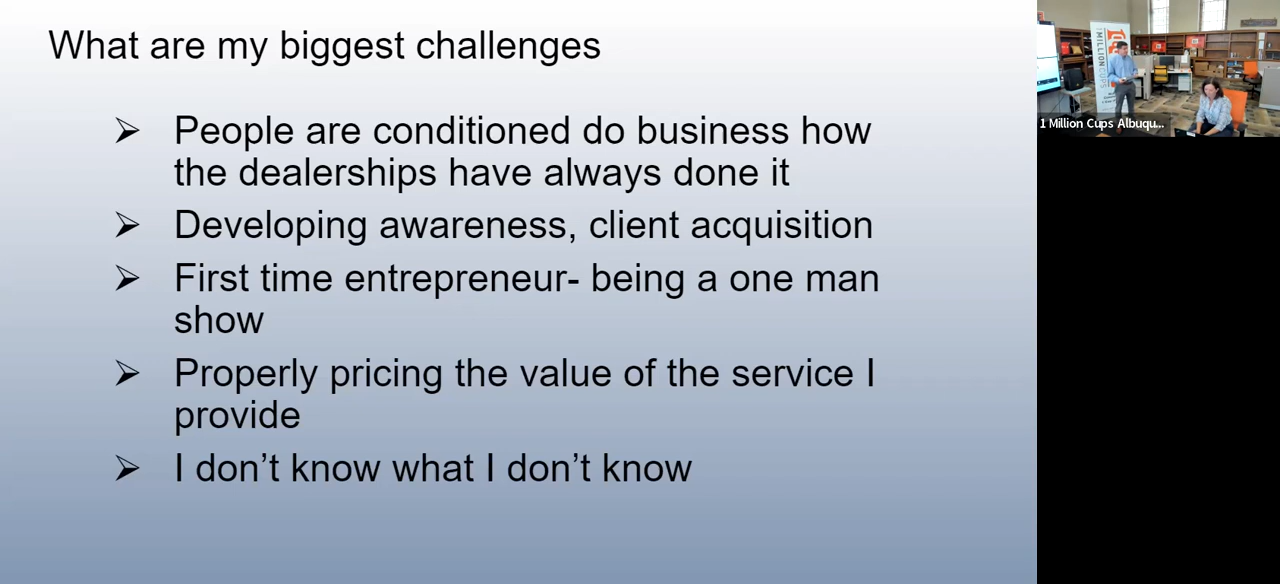 What are my biggest challenges
➢ People are conditioned do business how
the dealerships have always done it
➢ Developing awareness, client acquisition
➢ First time entrepreneur- being a one man
show
➢ Properly pricing the value of the service I
provide
➢ I don’t know what I don’t know
MILLION CUPS
1 Million Cups Albuqu...